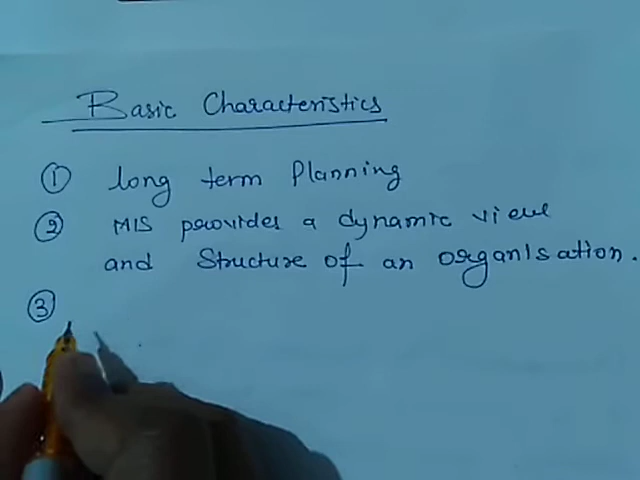 Basic Characteristics
① Long term Planning
② MIS provides a dynamic view
and Structure of an organisation.
③